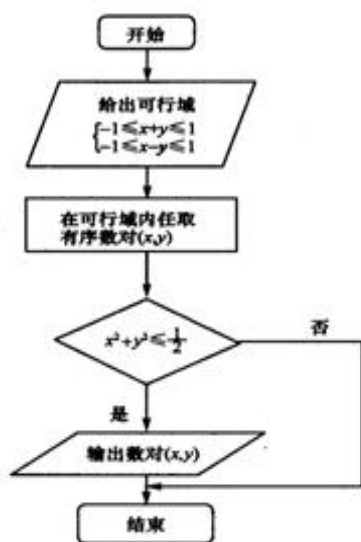 开始
给出可行域
-1≤x+y≤1
-1≤x-y≤1
在可行域内任取
有序数对(x,y)
x²+y²≤1/2
否
是
输出数对(x,y)
结束